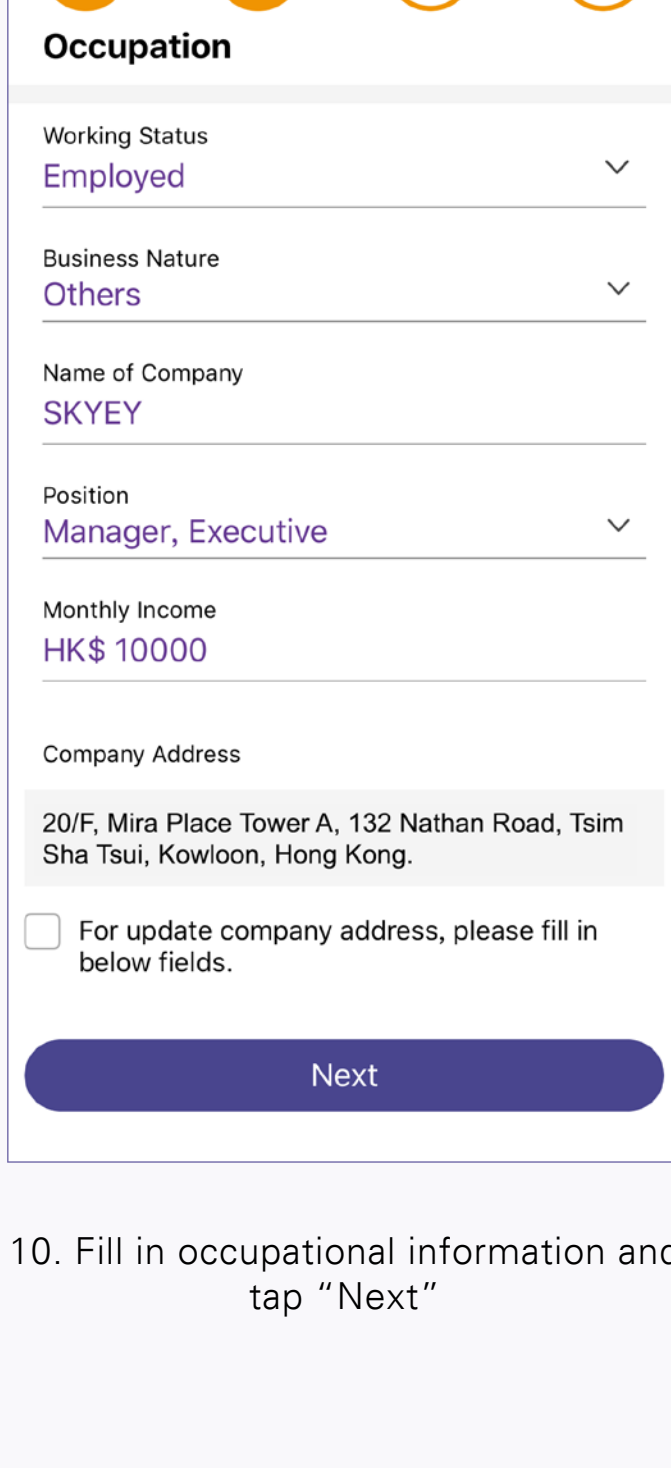 Occupation
Working Status
Employed
Business Nature
Others
Name of Company
SKYEY
Position
Manager, Executive
Monthly Income
HK$ 10000
Company Address
20/F, Mira Place Tower A, 132 Nathan Road, Tsim
Sha Tsui, Kowloon, Hong Kong.
For update company address, please fill in
below fields.
Next
10. Fill in occupational information and
tap “Next”